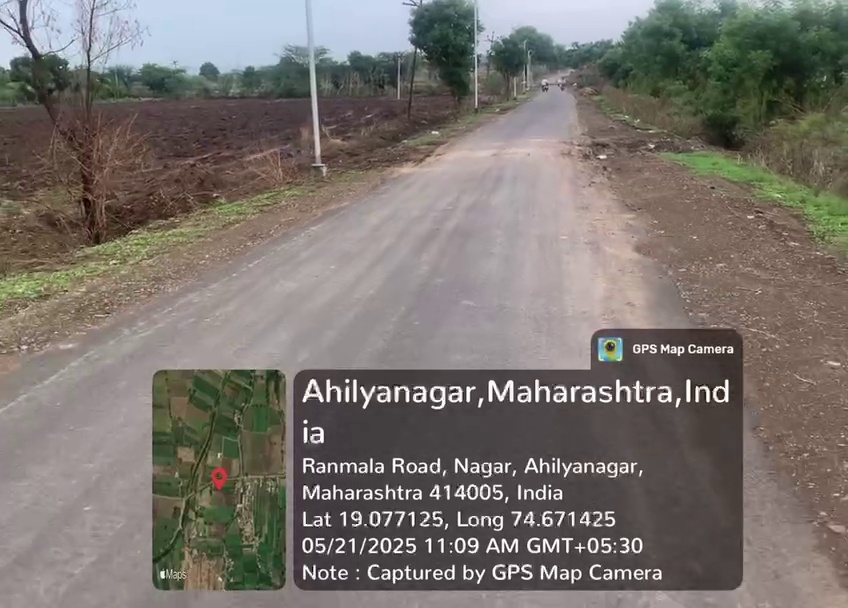 GPS Map Camera
Ahilyanagar,Maharashtra,Ind
ia
Ranmala Road, Nagar, Ahilyanagar,
Maharashtra 414005, India
Lat 19.077125, Long 74.671425
05/21/2025 11:09 AM GMT+05:30
Note : Captured by GPS Map Camera
Maps